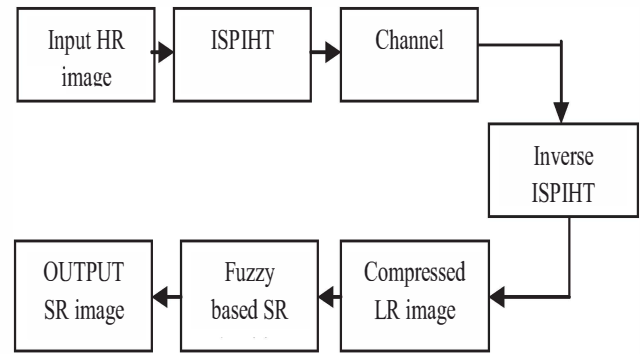 Input HR
image
ISPIHT
Channel
Inverse
ISPIHT
Compressed
LR image
Fuzzy
based SR
OUTPUT
SR image